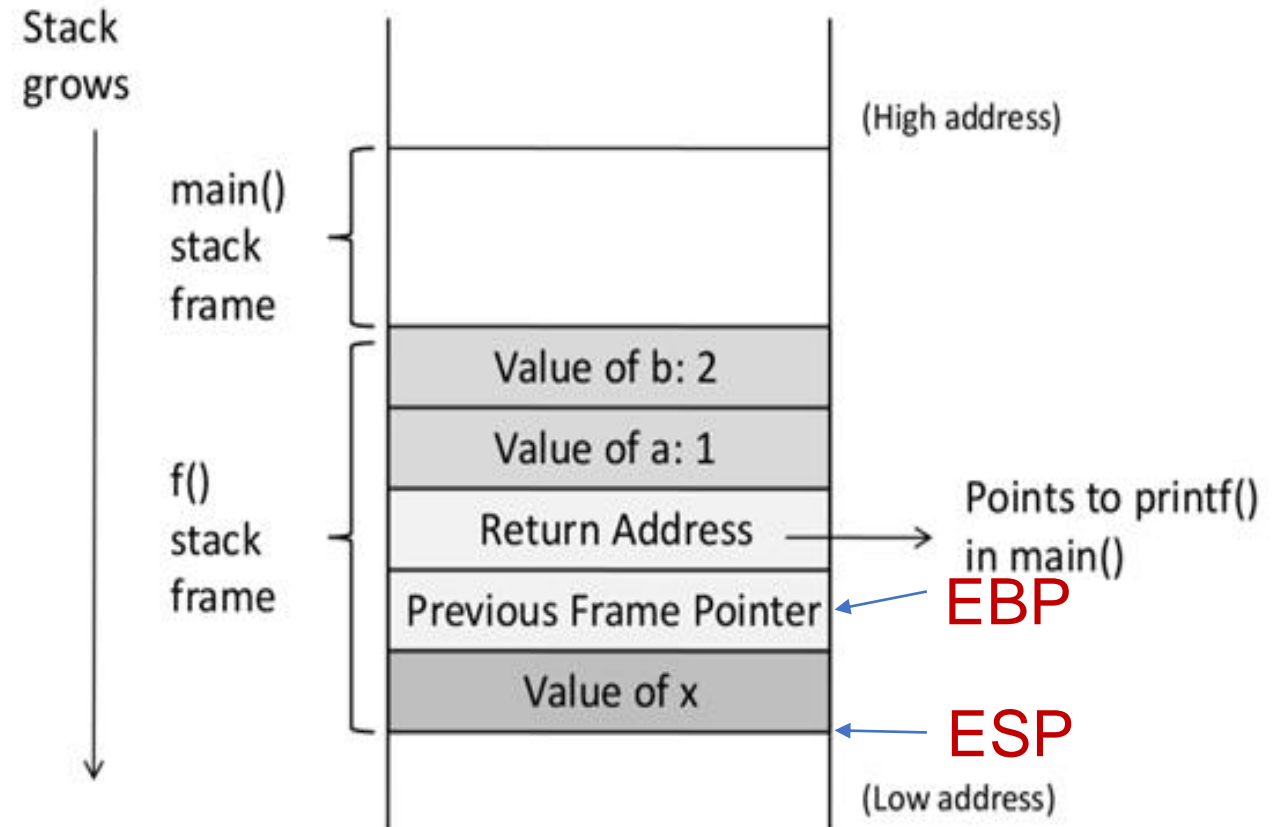 Stack
grows
(High address)
main()
stack
frame
Value of b: 2
Value of a: 1
f()
stack
frame
Return Address
Points to printf()
in main()
Previous Frame Pointer
EBP
Value of x
ESP
(Low address)